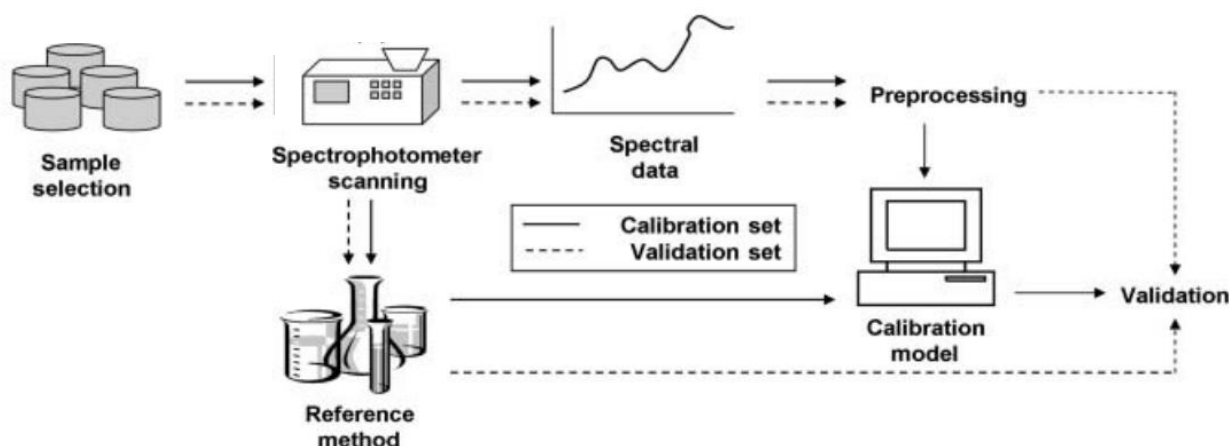 Sample
selection
Spectrophotometer
scanning
Spectral
data
Preprocessing
Calibration set
Validation set
Reference
method
Calibration
model
Validation